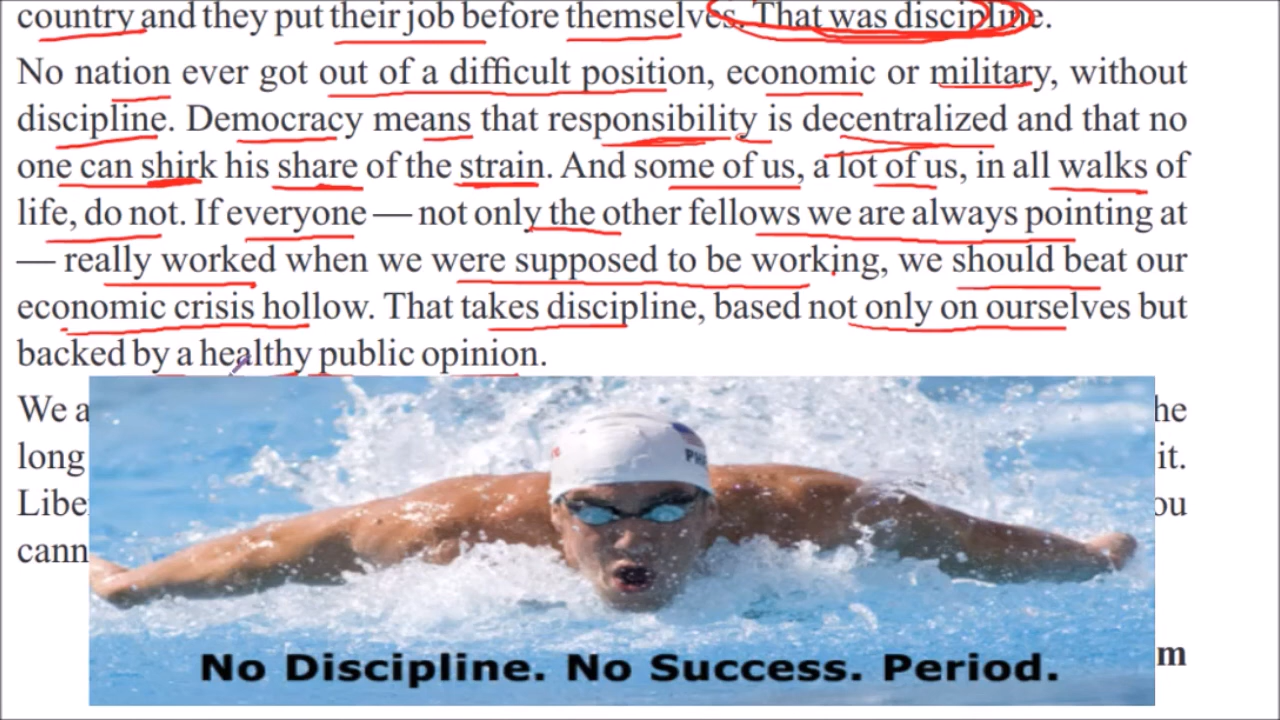 country and they put their job before themselves. That was discipline.
No nation ever got out of a difficult position, economic or military, without
discipline. Democracy means that responsibility is decentralized and that no
one can shirk his share of the strain. And some of us, a lot of us, in all walks of
life, do not. If everyone — not only the other fellows we are always pointing at
— really worked when we were supposed to be working, we should beat our
economic crisis hollow. That takes discipline, based not only on ourselves but
backed by a healthy public opinion.
We a he
long it.
Libe ou
cann
PH
No Discipline. No Success. Period.
m